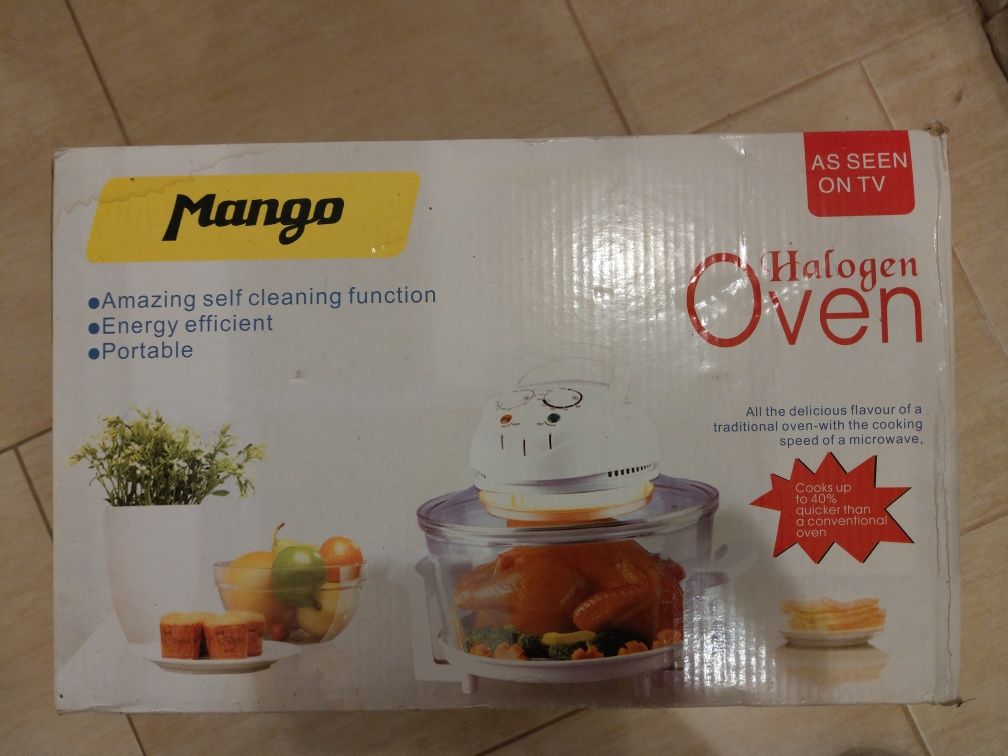 Mango
AS SEEN
ON TV
Halogen
Oven
●Amazing self cleaning function
●Energy efficient
●Portable
All the delicious flavour of a
traditional oven-with the cooking
speed of a microwave,
Cooks up
to 40%
quicker than
a conventional
oven